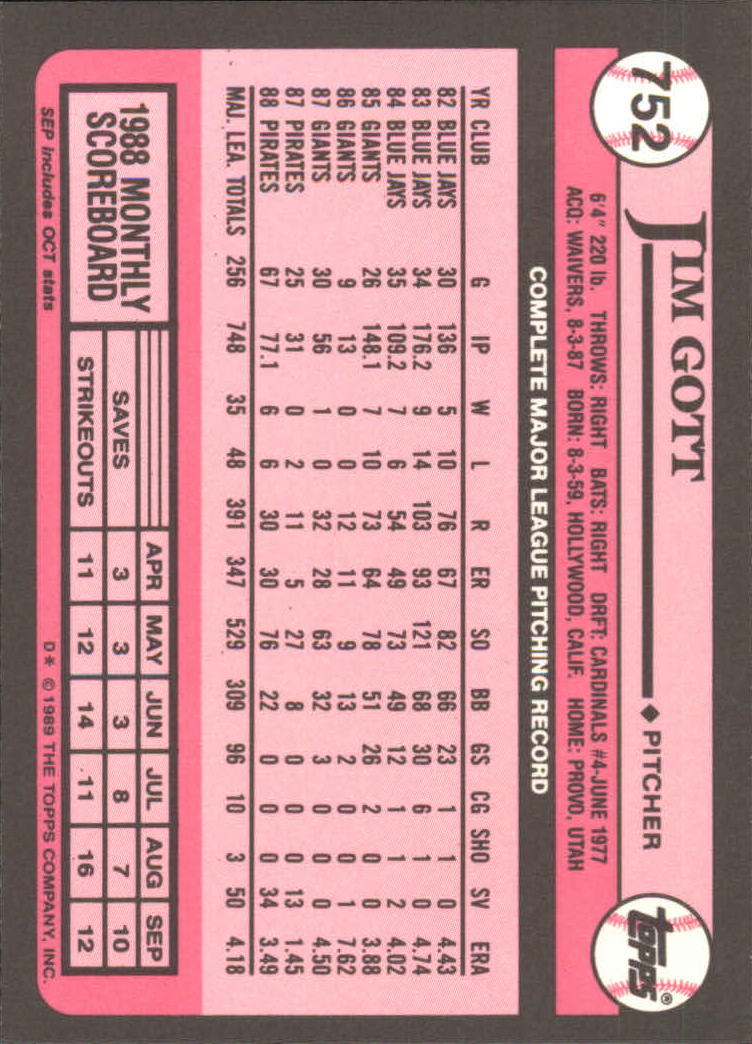 752
JIM GOTT ◆ PITCHER
Topps®
6'4" 220 lb. THROWS: RIGHT BATS: RIGHT DRFT: CARDINALS #4-JUNE 1977
ACQ: WAIVERS, 8-3-87 BORN: 8-3-59, HOLLYWOOD, CALIF. HOME: PROVO, UTAH
COMPLETE MAJOR LEAGUE PITCHING RECORD
YR CLUB G IP W L R ER SO BB GS CG SHO SV ERA
82 BLUE JAYS 30 136 5 10 76 67 82 66 23 1 1 0 4.43
83 BLUE JAYS 34 176.2 9 14 103 93 121 68 30 6 1 0 4.74
84 BLUE JAYS 35 109.2 7 6 54 49 73 49 12 1 1 2 4.02
85 GIANTS 26 148.1 7 10 73 64 78 51 26 2 0 0 3.88
86 GIANTS 9 13 0 0 12 11 9 13 2 0 0 1 7.62
87 GIANTS 30 56 1 0 32 28 63 32 3 0 0 0 4.50
87 PIRATES 25 31 0 2 11 5 27 8 0 0 0 13 1.45
88 PIRATES 67 77.1 6 6 30 30 76 22 0 0 0 34 3.49
MAJ. LEA. TOTALS 256 748 35 48 391 347 529 309 96 10 3 50 4.18
1988 MONTHLY
SCOREBOARD
APR MAY JUN JUL AUG SEP
SAVES 3 3 3 8 7 10
STRIKEOUTS 11 12 14 11 16 12
SEP includes OCT stats
D* © 1989 THE TOPPS COMPANY, INC.